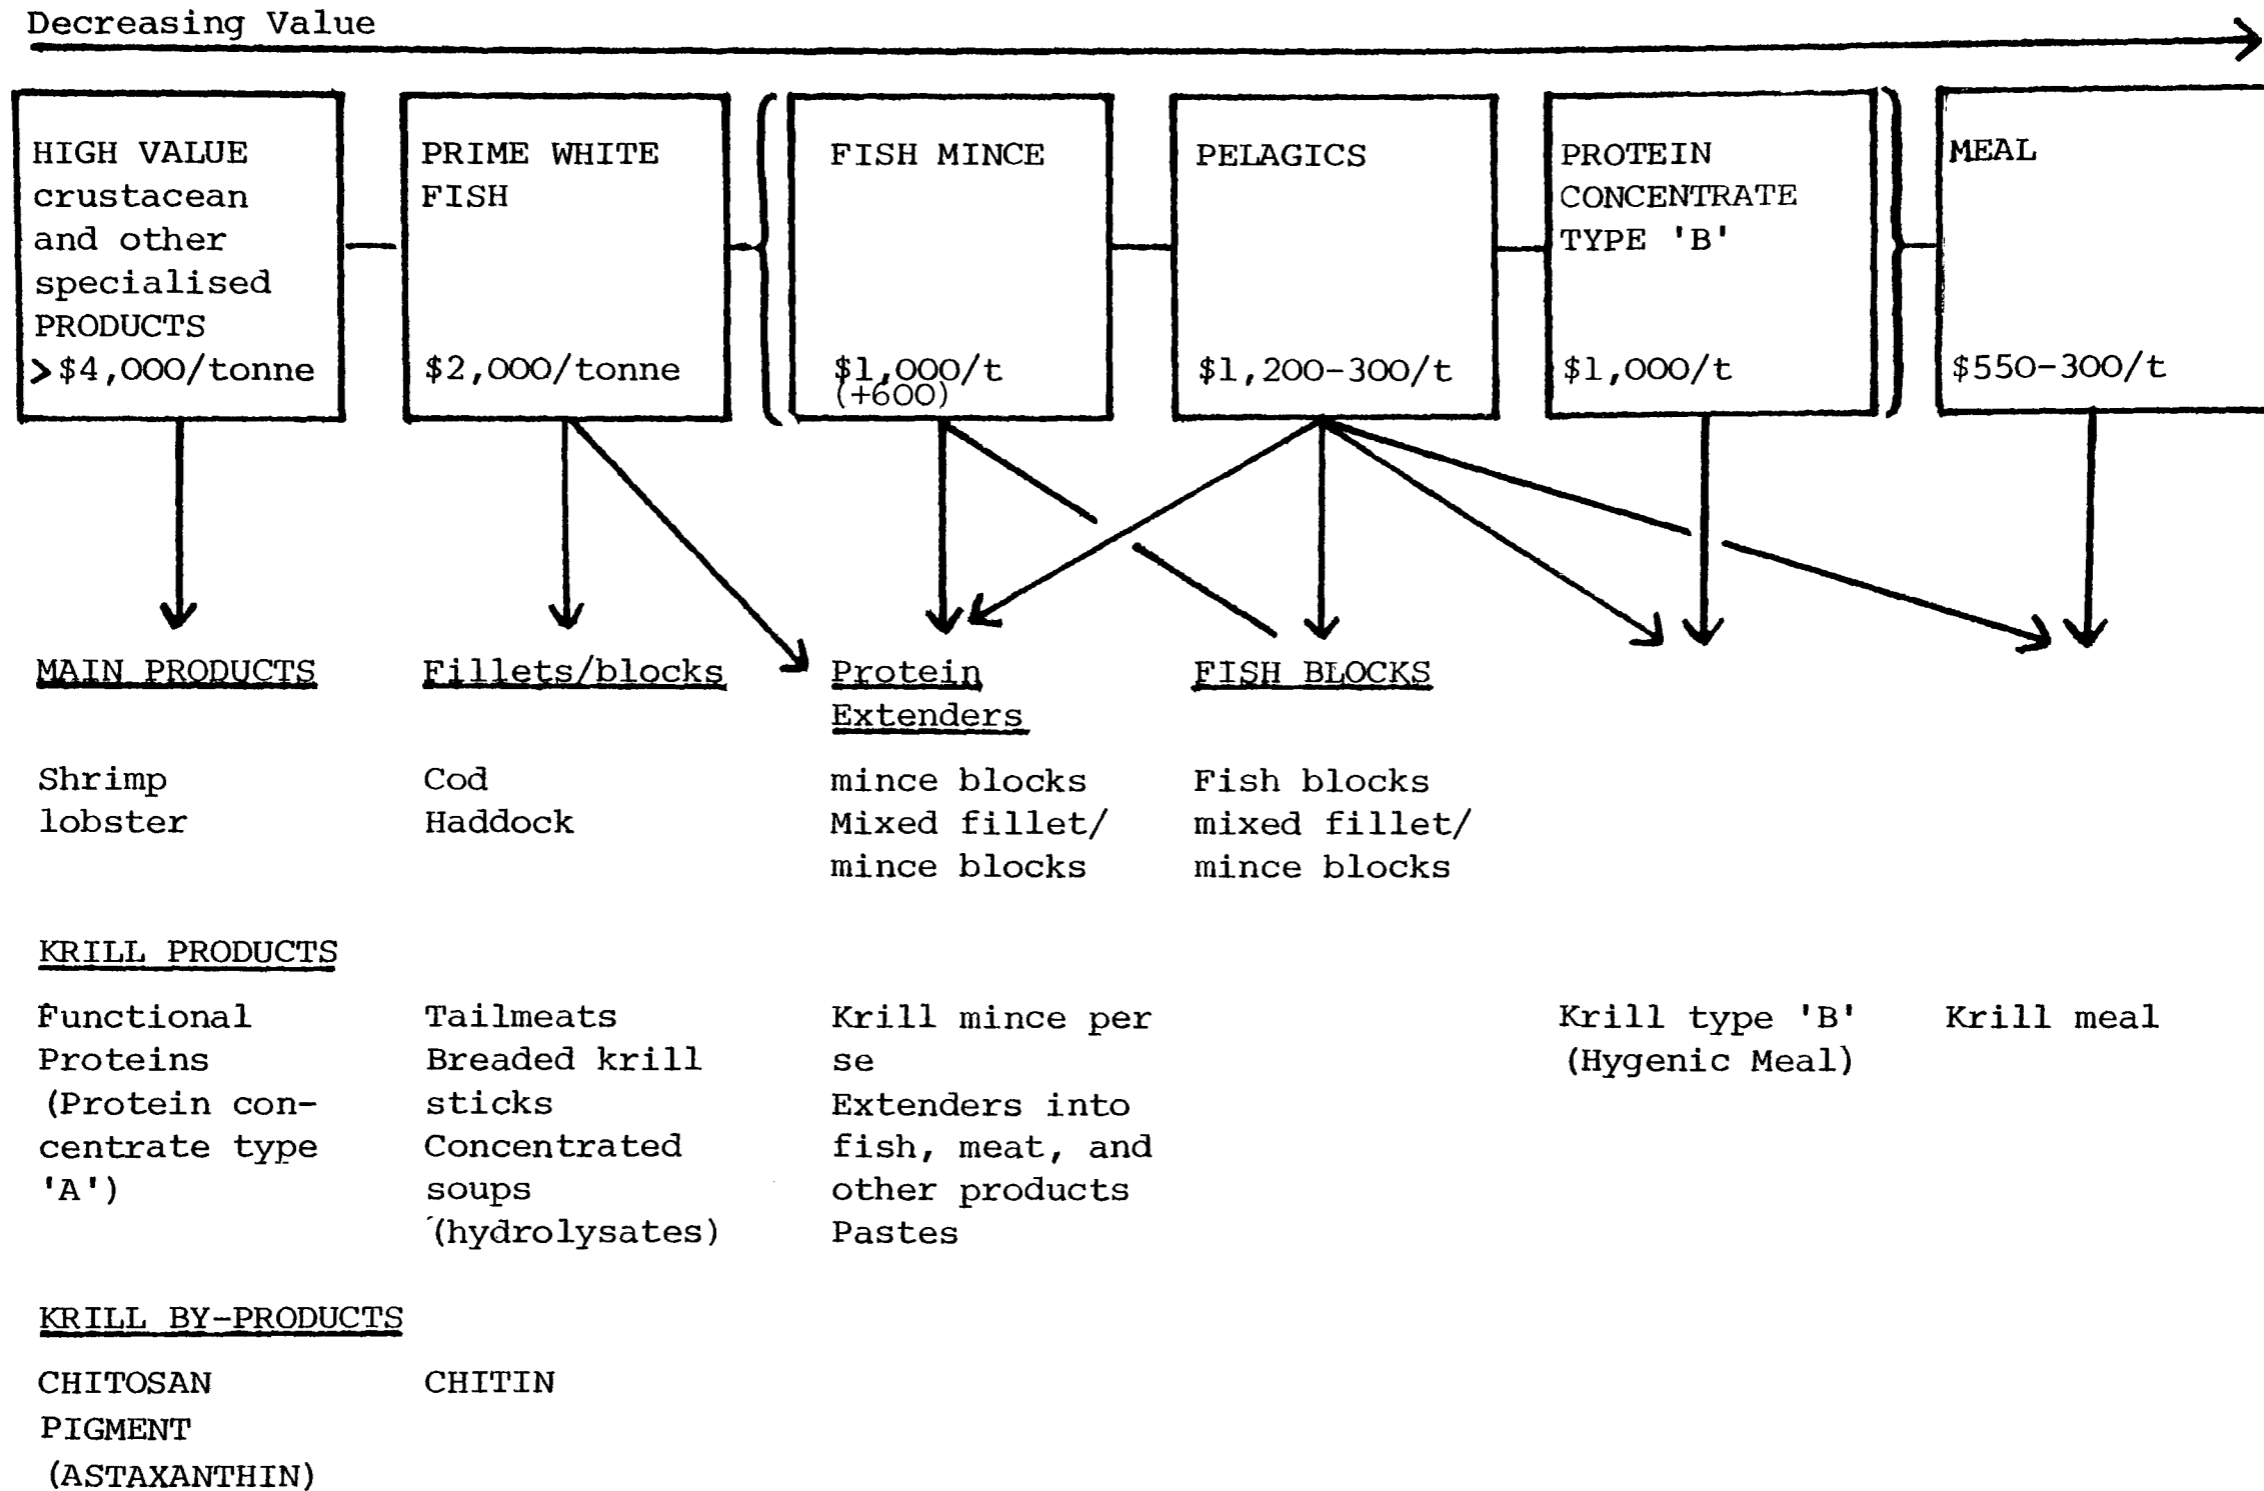 Decreasing Value
HIGH VALUE
crustacean
and other
specialised
PRODUCTS
>$4,000/tonne
PRIME WHITE
FISH
$2,000/tonne
FISH MINCE
$1,000/t
(+600)
PELAGICS
$1,200-300/t
PROTEIN
CONCENTRATE
TYPE 'B'
$1,000/t
MEAL
$550-300/t
MAIN PRODUCTS
Shrimp
lobster
Fillets/blocks
Cod
Haddock
Protein
Extenders
mince blocks
Mixed fillet/
mince blocks
FISH BLOCKS
Fish blocks
mixed fillet/
mince blocks
KRILL PRODUCTS
Functional
Proteins
(Protein con-
centrate type
'A')
Tailmeats
Breaded krill
sticks
Concentrated
soups
(hydrolysates)
Krill mince per
se
Extenders into
fish, meat, and
other products
Pastes
Krill type 'B'
(Hygenic Meal)
Krill meal
KRILL BY-PRODUCTS
CHITOSAN
PIGMENT
(ASTAXANTHIN)
CHITIN